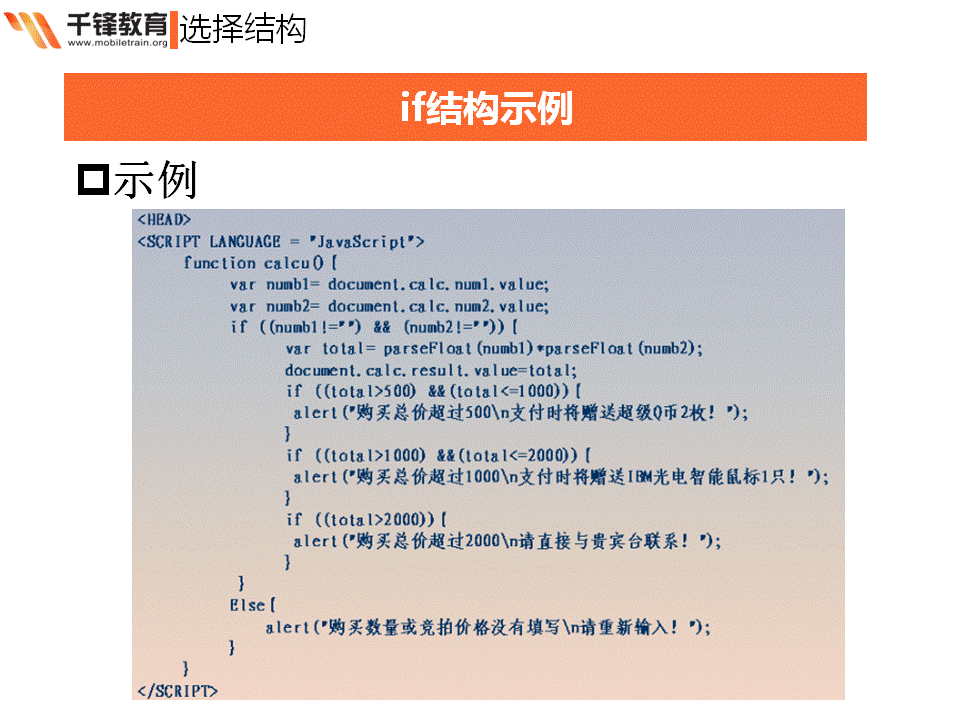 千锋教育
www.mobiletrain.org
选择结构
if结构示例
示例
<HEAD>
<SCRIPT LANGUAGE = "JavaScript">
function calcu(){
var numb1= document.calc.num1.value;
var numb2= document.calc.num2.value;
if ((numb1!="") && (numb2!="")){
var total= parseFloat(numb1)*parseFloat(numb2);
document.calc.result.value=total;
if ((total>500) &&(total<=1000)){
alert("购买总价超过500\n支付时将赠送超级Q币2枚！");
}
if ((total>1000) &&(total<=2000)){
alert("购买总价超过1000\n支付时将赠送IBM光电智能鼠标1只！");
}
if ((total>2000)){
alert("购买总价超过2000\n请直接与贵宾台联系！");
}
}
Else{
alert("购买数量或竞拍价格没有填写\n请重新输入！");
}
}
</SCRIPT>